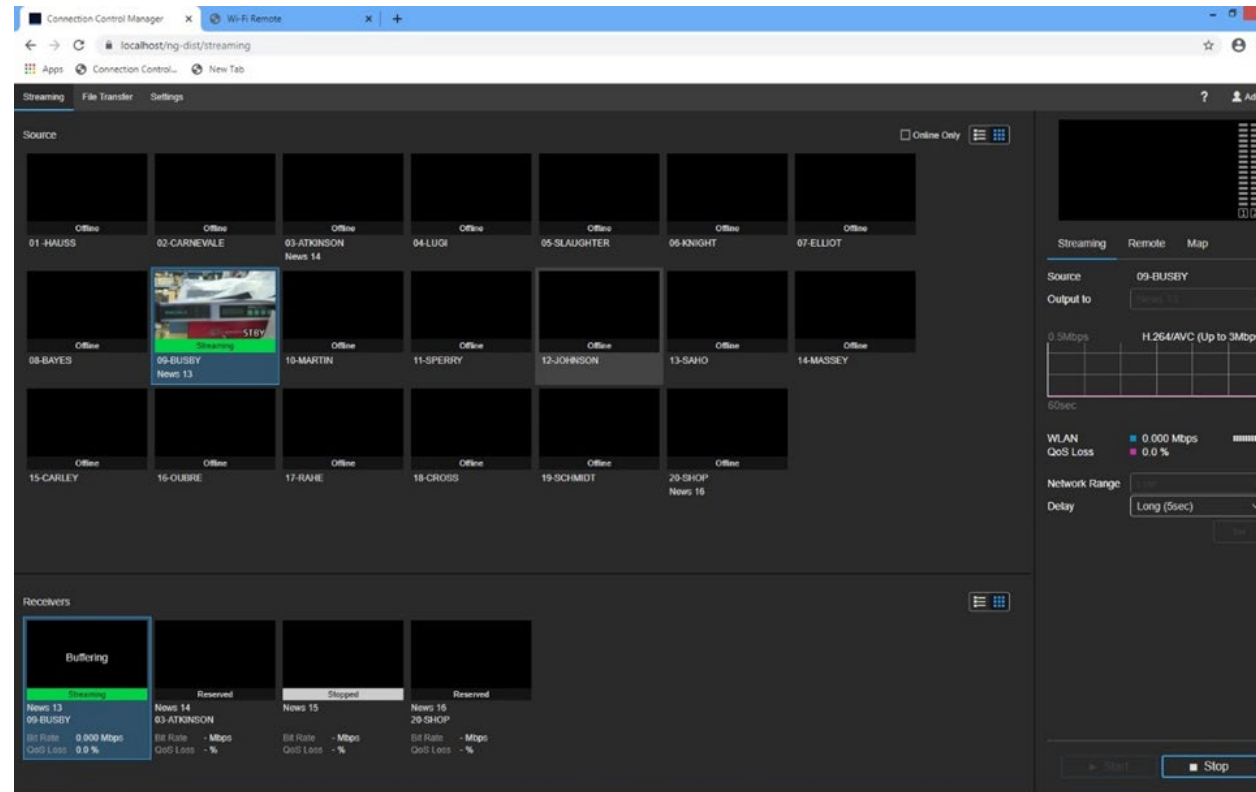 Connection Control Manager
Wi-Fi Remote
localhost/ng-dist/streaming
Apps
Connection Control...
New Tab
Streaming
File Transfer
Settings
?
Source
Online Only
Offline
Offline
Offline
Offline
Offline
Offline
Offline
01 -HAUSS
02-CARNEVALE
03-ATKINSON
04-LUGI
05-SLAUGHTER
06-KNIGHT
07-ELLIOT
News 14
STBY
Offline
Streaming
Offline
Offline
Offline
Offline
Offline
08-BAYES
09-BUSBY
10-MARTIN
11-SPERRY
12-JOHNSON
13-SAHO
14-MASSEY
News 13
Offline
Offline
Offline
Offline
Offline
Offline
15-CARLEY
16-OUBRE
17-RAHE
18-CROSS
19-SCHMIDT
20-SHOP
News 16
Receivers
Buffering
Streaming
Reserved
Stopped
Reserved
News 13
News 14
News 15
News 16
09-BUSBY
03-ATKINSON
20-SHOP
Bit Rate 0.000 Mbps
Bit Rate - Mbps
Bit Rate - Mbps
Bit Rate - Mbps
QoS Loss 0.0 %
QoS Loss - %
QoS Loss - %
QoS Loss - %
Streaming
Remote
Map
Source 09-BUSBY
Output to News 13
0.5Mbps
H.264/AVC (Up to 3Mbp
60sec
WLAN 0.000 Mbps
QoS Loss 0.0 %
Network Range
Delay Long (5sec)
Start
Stop